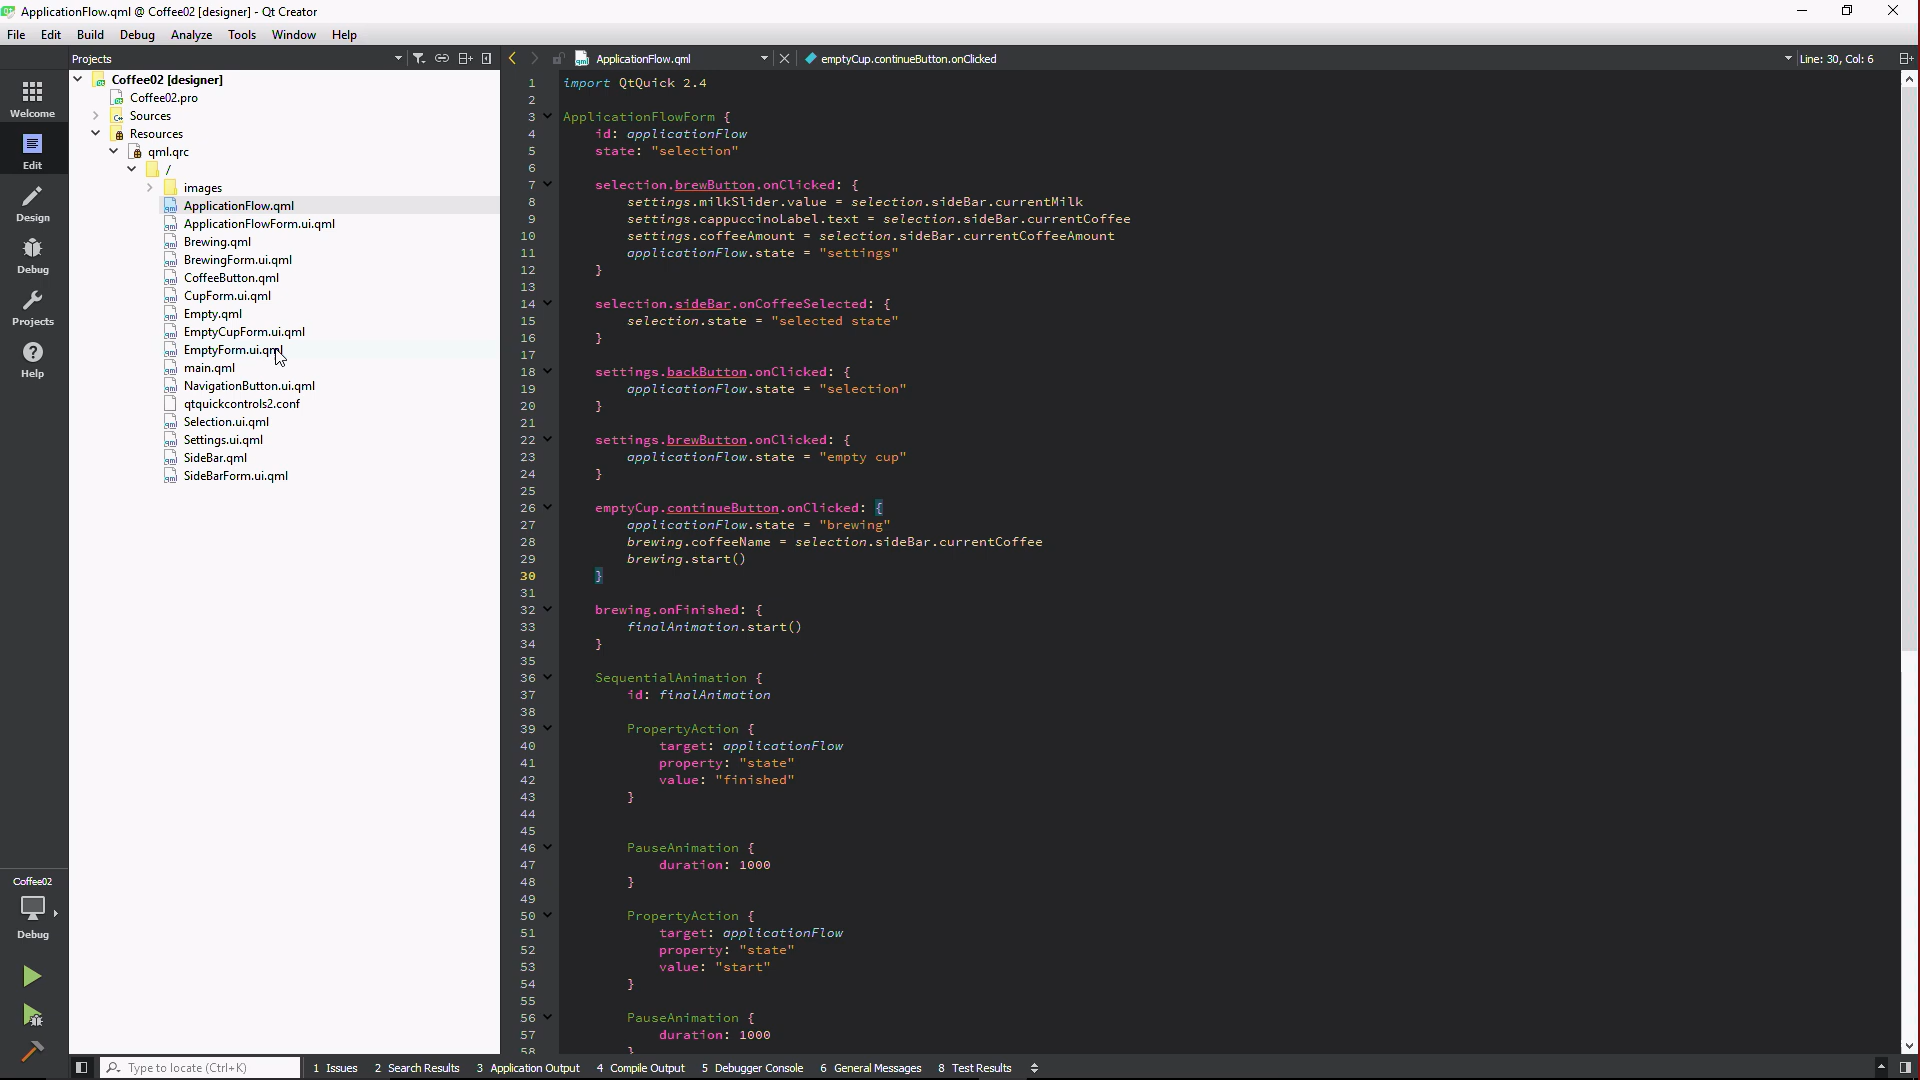 ApplicationFlow.qml @ Coffee02 [designer] - Qt Creator
File Edit Build Debug Analyze Tools Window Help
Projects
ApplicationFlow.qml
emptyCup.continueButton.onClicked
Line: 30, Col: 6
Welcome
Edit
Design
Debug
Projects
Help
Coffee02
Debug
Coffee02 [designer]
Coffee02.pro
Sources
Resources
qml.qrc
/
images
ApplicationFlow.qml
ApplicationFlowForm.ui.qml
Brewing.qml
BrewingForm.ui.qml
CoffeeButton.qml
CupForm.ui.qml
Empty.qml
EmptyCupForm.ui.qml
EmptyForm.ui.qml
main.qml
NavigationButton.ui.qml
qtquickcontrols2.conf
Selection.ui.qml
Settings.ui.qml
SideBar.qml
SideBarForm.ui.qml
1 import QtQuick 2.4
2
3 ApplicationFlowForm {
4 id: applicationFlow
5 state: "selection"
6
7 selection.brewButton.onClicked: {
8 settings.milkSlider.value = selection.sideBar.currentMilk
9 settings.cappuccinoLabel.text = selection.sideBar.currentCoffee
10 settings.coffeeAmount = selection.sideBar.currentCoffeeAmount
11 applicationFlow.state = "settings"
12 }
13
14 selection.sideBar.onCoffeeSelected: {
15 selection.state = "selected state"
16 }
17
18 settings.backButton.onClicked: {
19 applicationFlow.state = "selection"
20 }
21
22 settings.brewButton.onClicked: {
23 applicationFlow.state = "empty cup"
24 }
25
26 emptyCup.continueButton.onClicked: {
27 applicationFlow.state = "brewing"
28 brewing.coffeeName = selection.sideBar.currentCoffee
29 brewing.start()
30 }
31
32 brewing.onFinished: {
33 finalAnimation.start()
34 }
35
36 SequentialAnimation {
37 id: finalAnimation
38
39 PropertyAction {
40 target: applicationFlow
41 property: "state"
42 value: "finished"
43 }
44
45
46 PauseAnimation {
47 duration: 1000
48 }
49
50 PropertyAction {
51 target: applicationFlow
52 property: "state"
53 value: "start"
54 }
55
56 PauseAnimation {
57 duration: 1000
58 }
Type to locate (Ctrl+K)
1 Issues 2 Search Results 3 Application Output 4 Compile Output 5 Debugger Console 6 General Messages 8 Test Results